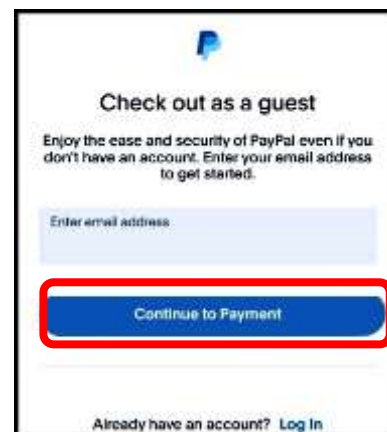 Check out as a guest
Enjoy the ease and security of PayPal even if you
don't have an account. Enter your email address
to get started.
Enter email address
Continue to Payment
Already have an account? Log In